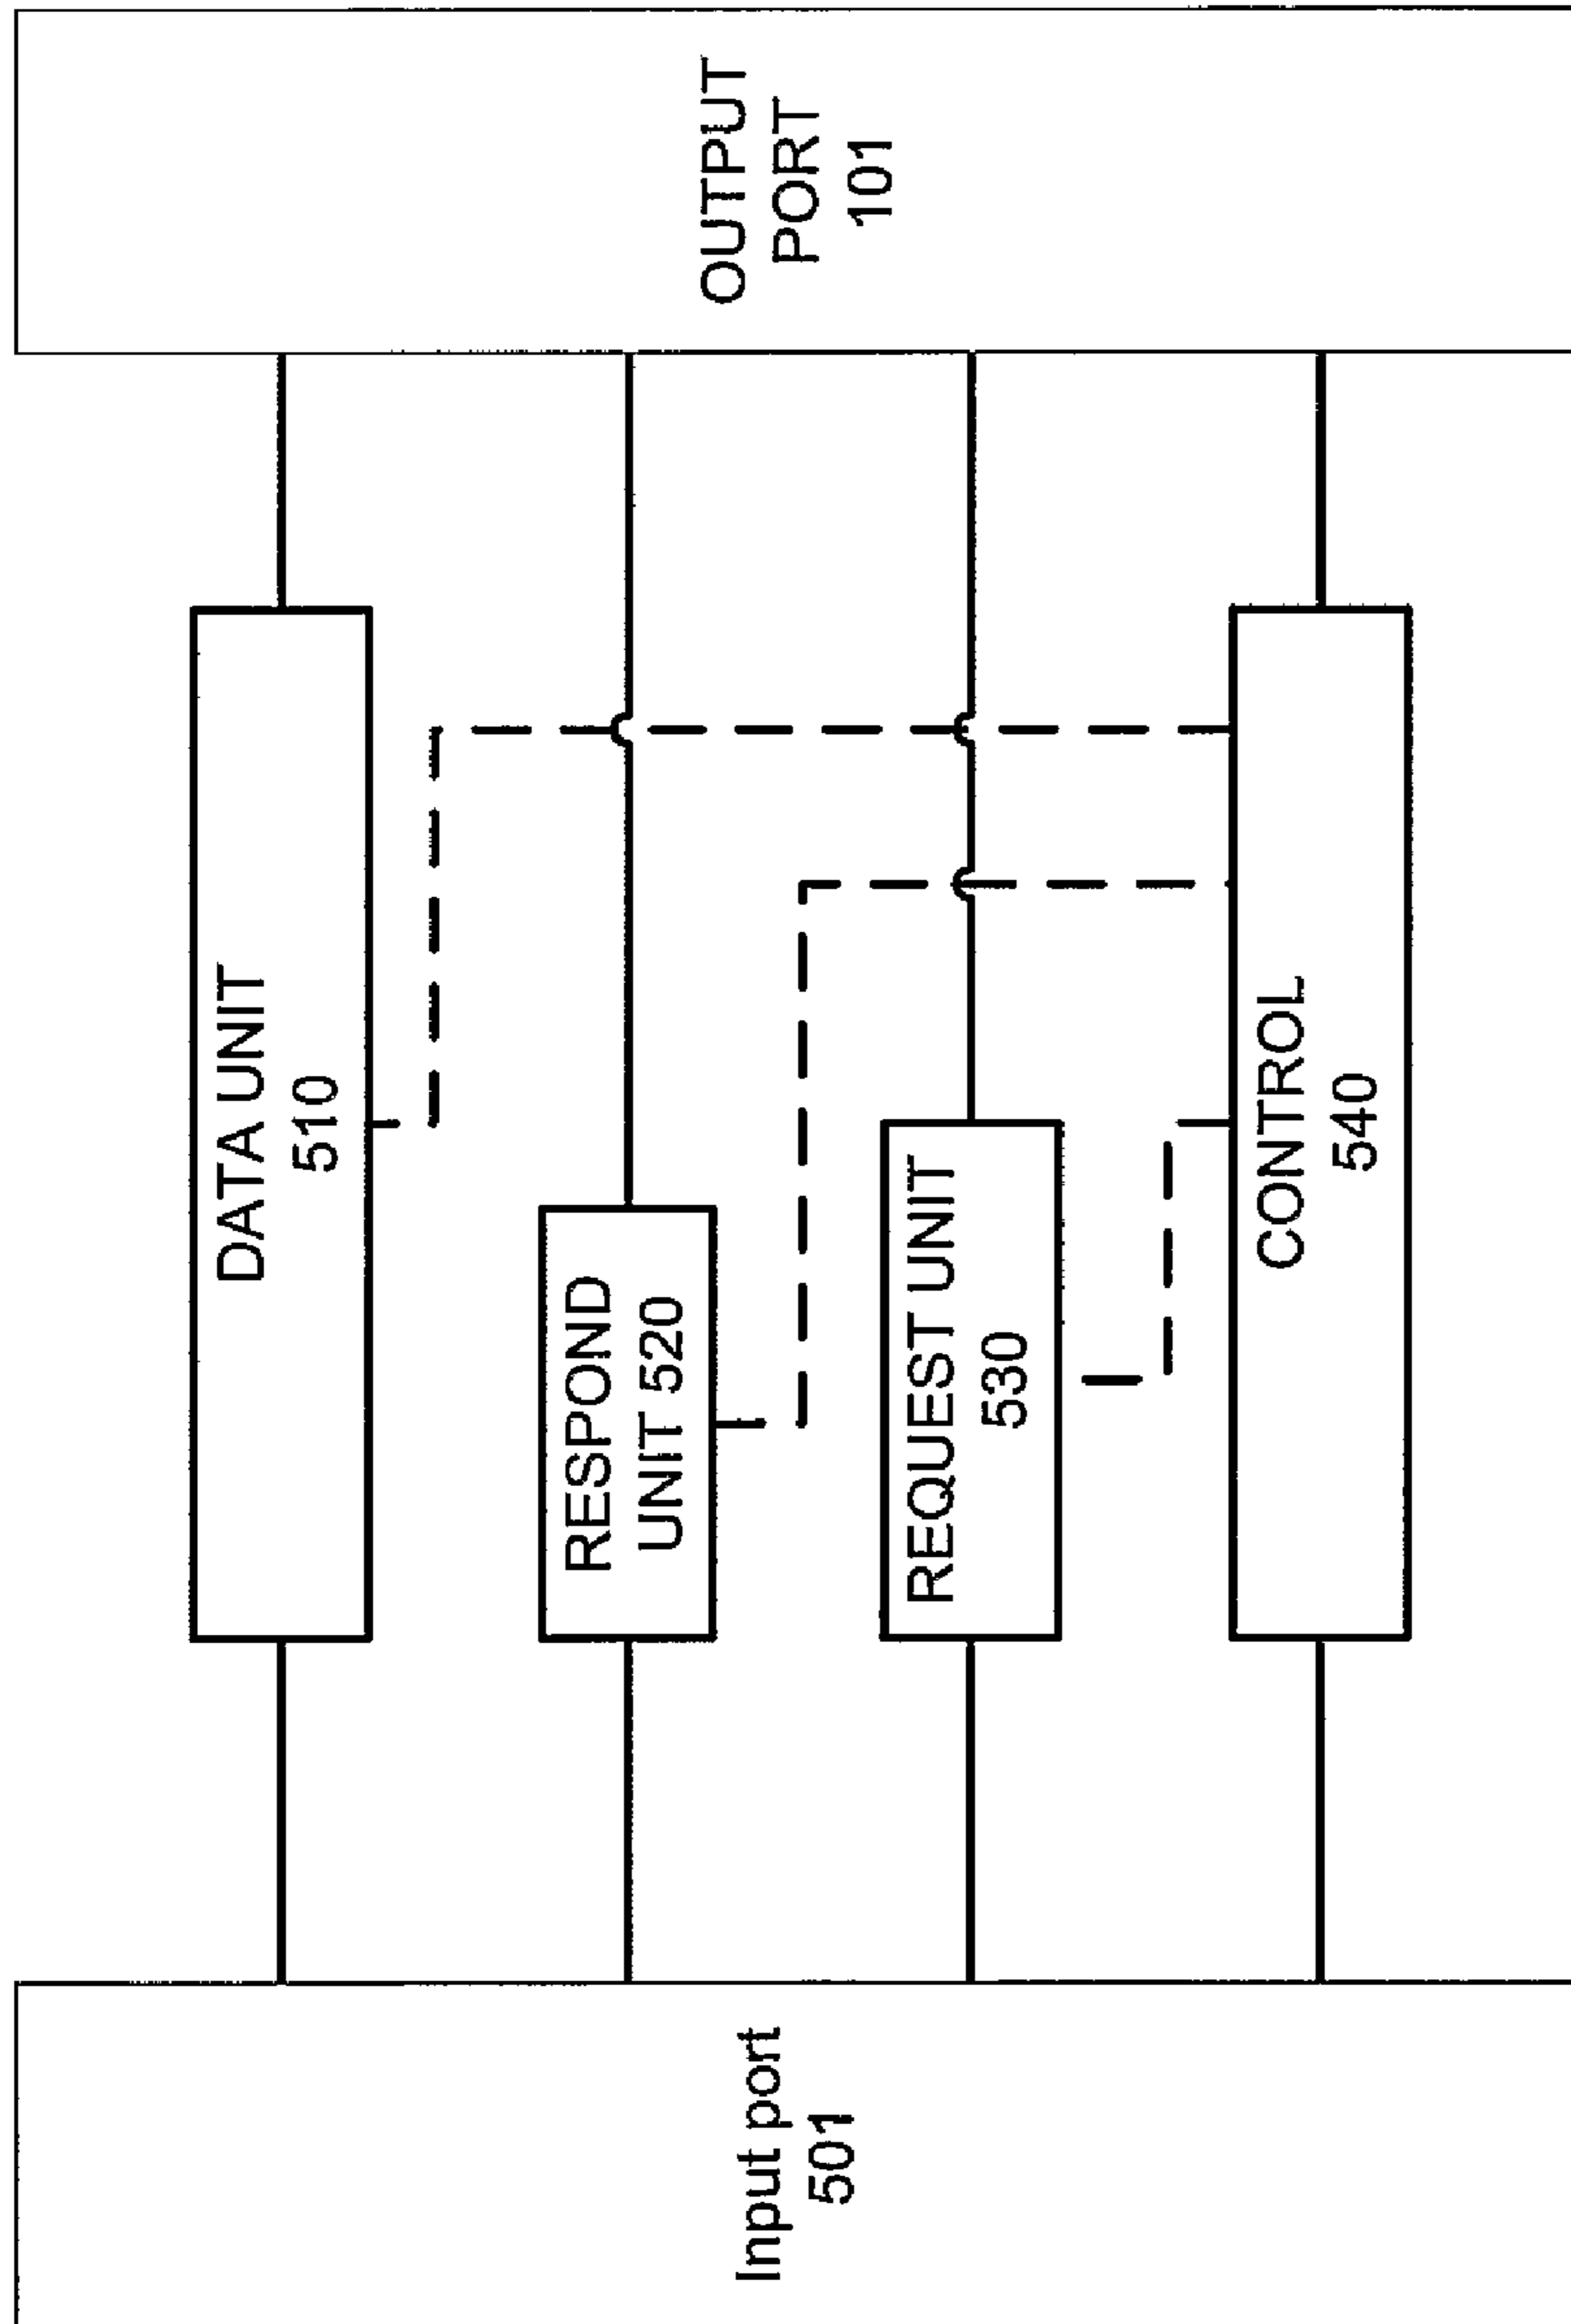 Input port
501
DATA UNIT
510
RESPOND
UNIT 520
REQUEST UNIT
530
CONTROL
540
OUTPUT
PORT
101